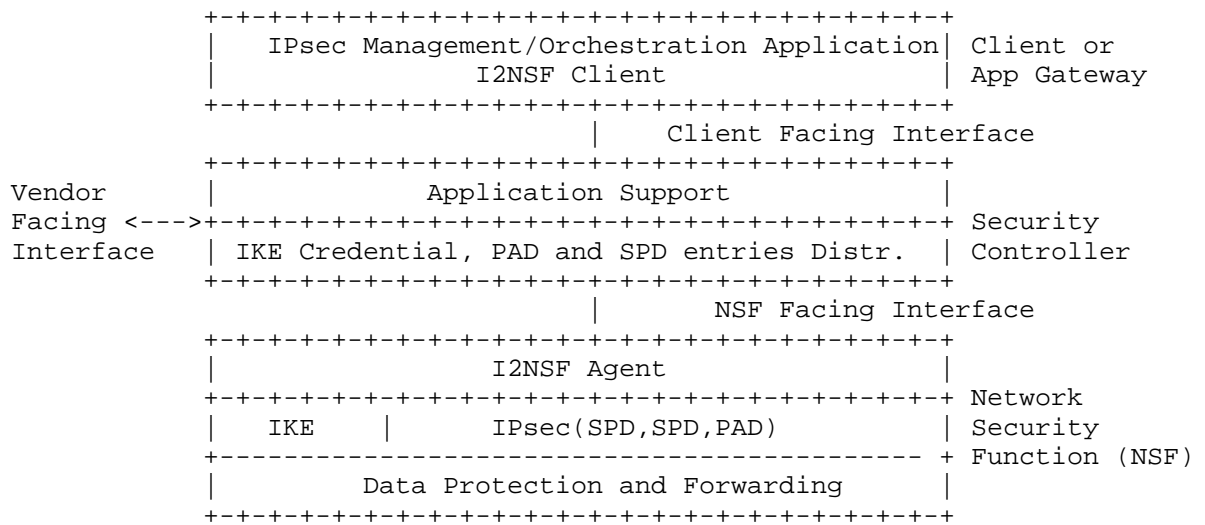 +-+-+-+-+-+-+-+-+-+-+-+-+-+-+-+-+-+-+-+-+-+-+-+
|   IPsec Management/Orchestration Application| Client or
|                I2NSF Client                 | App Gateway
+-+-+-+-+-+-+-+-+-+-+-+-+-+-+-+-+-+-+-+-+-+-+-+
|    Client Facing Interface
+-+-+-+-+-+-+-+-+-+-+-+-+-+-+-+-+-+-+-+-+-+-+-+
Vendor      |             Application Support             |
Facing <--->+-+-+-+-+-+-+-+-+-+-+-+-+-+-+-+-+-+-+-+-+-+-+-+ Security
Interface   | IKE Credential, PAD and SPD entries Distr.  | Controller
+-+-+-+-+-+-+-+-+-+-+-+-+-+-+-+-+-+-+-+-+-+-+-+
|       NSF Facing Interface
+-+-+-+-+-+-+-+-+-+-+-+-+-+-+-+-+-+-+-+-+-+-+-+
|                 I2NSF Agent                 |
+-+-+-+-+-+-+-+-+-+-+-+-+-+-+-+-+-+-+-+-+-+-+-+ Network
|   IKE    |      IPsec(SPD,SPD,PAD)          | Security
+-------------------------------------------- + Function (NSF)
|         Data Protection and Forwarding      |
+-+-+-+-+-+-+-+-+-+-+-+-+-+-+-+-+-+-+-+-+-+-+-+